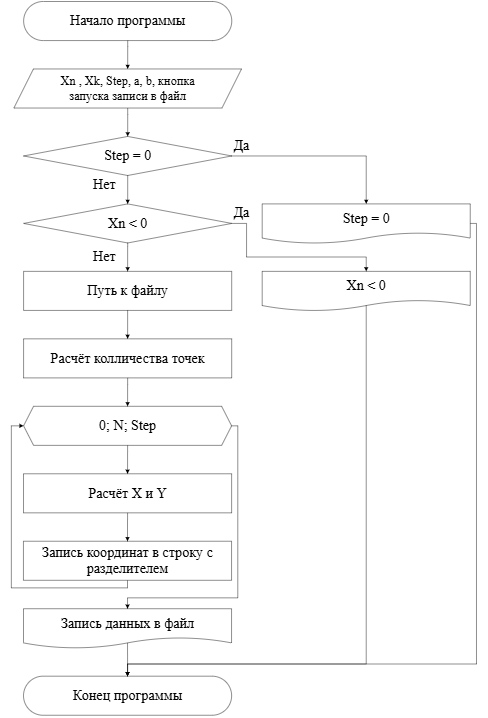 Начало программы
Xn , Xk, Step, a, b, кнопка
запуска записи в файл
Step = 0
Да
Нет
Xn < 0
Да
Step = 0
Нет
Xn < 0
Путь к файлу
Расчёт колличества точек
0; N; Step
Расчёт X и Y
Запись координат в строку с
разделителем
Запись данных в файл
Конец программы